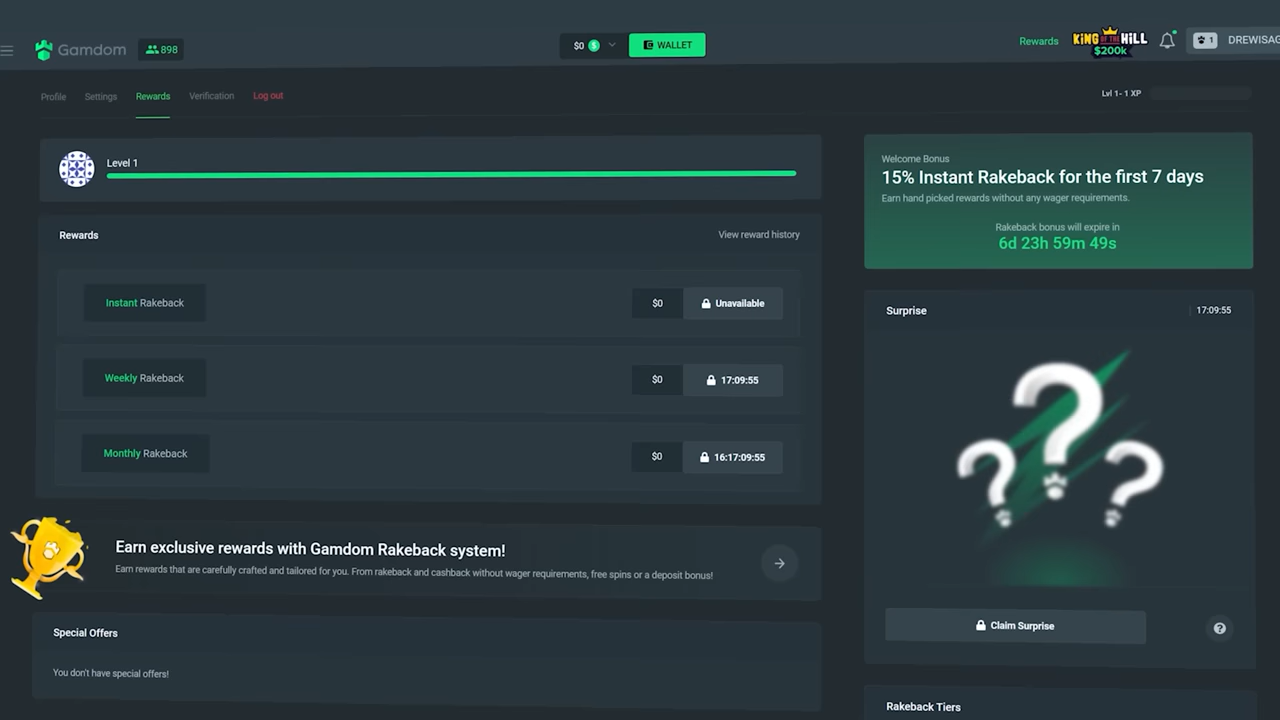 Gamdom
898
$0
WALLET
Rewards
KiNG OF THE HiLL
$200k
1
DREWISAG
Profile
Settings
Rewards
Verification
Log out
Lvl 1 - 1 XP
Level 1
Rewards
View reward history
Instant Rakeback
$0
Unavailable
Weekly Rakeback
$0
17:09:55
Monthly Rakeback
$0
16:17:09:55
Earn exclusive rewards with Gamdom Rakeback system!
Earn rewards that are carefully crafted and tailored for you. From rakeback and cashback without wager requirements, free spins or a deposit bonus!
Special Offers
You don't have special offers!
Welcome Bonus
15% Instant Rakeback for the first 7 days
Earn hand picked rewards without any wager requirements.
Rakeback bonus will expire in
6d 23h 59m 49s
Surprise
17:09:55
???
Claim Surprise
?
Rakeback Tiers